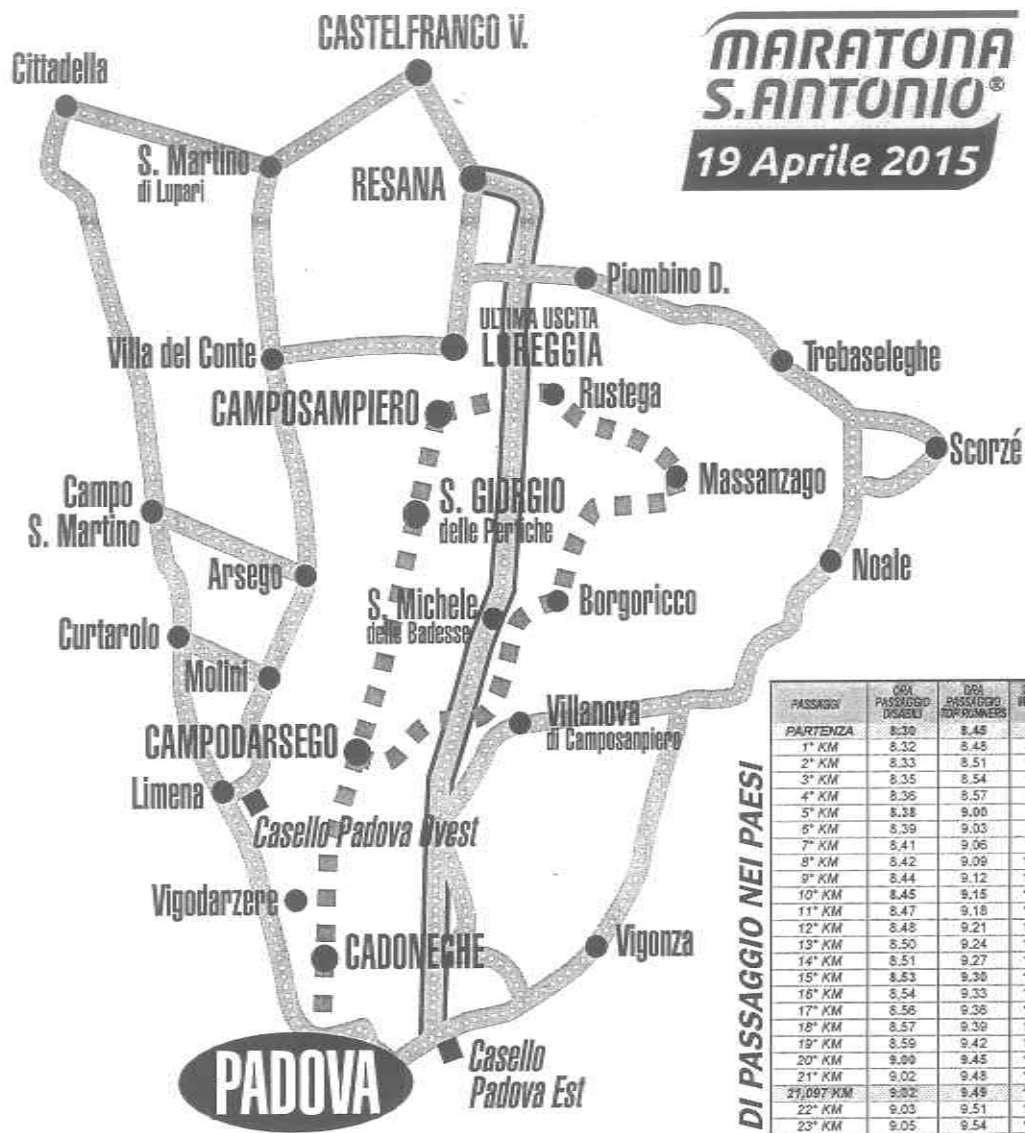 MARATONA
S.ANTONIO®
19 Aprile 2015
CASTELFRANCO V.
Cittadella
S. Martino
di Lupari
RESANA
Piombino D.
ULTIMA USCITA
LOREGGIA
Villa del Conte
Trebaseleghe
CAMPOSAMPIERO
Rustega
Scorzé
Massanzago
Campo
S. Martino
S. GIORGIO
delle Pertiche
Arsego
Noale
S. Michele
delle Badesse
Borgoricco
Curtarolo
Molini
Villanova
di Camposanpiero
CAMPODARSEGO
Limena
Casello Padova Ovest
Vigodarzere
CADONEGHE
Vigonza
PADOVA
Casello
Padova Est
DI PASSAGGIO NEI PAESI
PASSAGGI ORA PASSAGGIO DISABILI ORA PASSAGGIO TOP RUNNERS
PARTENZA 8.30 8.45
1° KM 8.32 8.48
2° KM 8.33 8.51
3° KM 8.35 8.54
4° KM 8.36 8.57
5° KM 8.38 9.00
6° KM 8.39 9.03
7° KM 8.41 9.06
8° KM 8.42 9.09
9° KM 8.44 9.12
10° KM 8.45 9.15
11° KM 8.47 9.18
12° KM 8.48 9.21
13° KM 8.50 9.24
14° KM 8.51 9.27
15° KM 8.53 9.30
16° KM 8.54 9.33
17° KM 8.56 9.36
18° KM 8.57 9.39
19° KM 8.59 9.42
20° KM 9.00 9.45
21° KM 9.02 9.48
21,097 KM 9.02 9.49
22° KM 9.03 9.51
23° KM 9.05 9.54